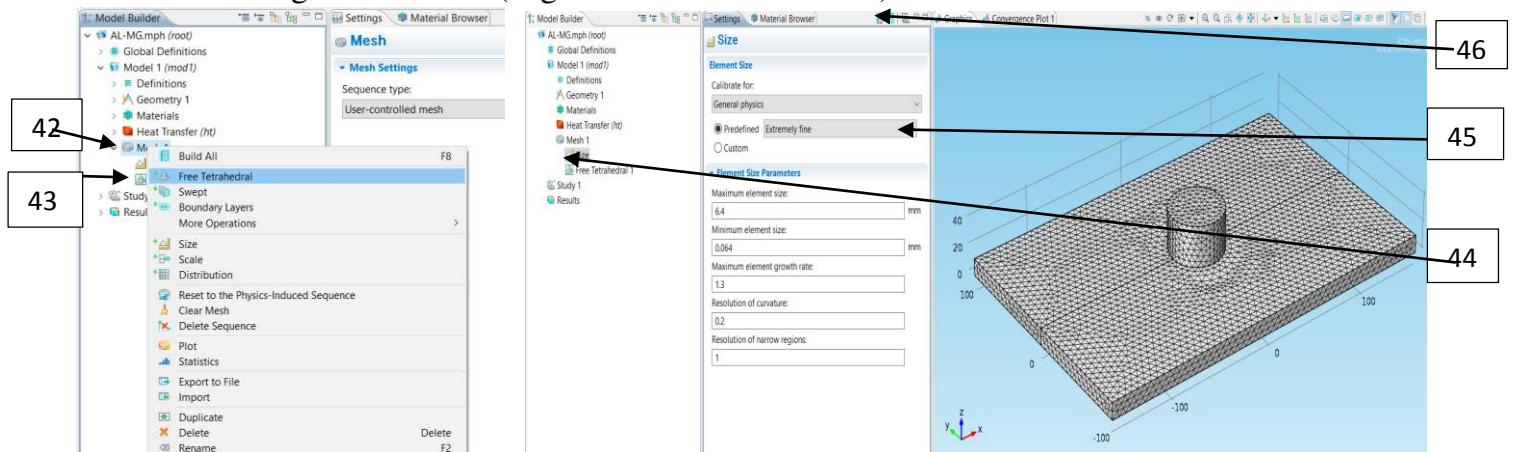 Model Builder
AL-MG.mph (root)
Global Definitions
Model 1 (mod1)
Definitions
Geometry 1
Materials
Heat Transfer (ht)
Study
Build All F8
Free Tetrahedral
Swept
Boundary Layers
More Operations
Size
Scale
Distribution
Reset to the Physics-Induced Sequence
Clear Mesh
Delete Sequence
Plot
Statistics
Export to File
Import
Duplicate
Delete Delete
Rename F2
42
43
Settings Material Browser
Mesh
Mesh Settings
Sequence type:
User-controlled mesh
Model Builder
AL-MG.mph (root)
Global Definitions
Model 1 (mod1)
Definitions
Geometry 1
Materials
Heat Transfer (ht)
Mesh 1
Free Tetrahedral 1
Study 1
Results
Settings Material Browser
Size
Element Size
Calibrate for:
General physics
Predefined Extremely fine
Custom
Element Size Parameters
Maximum element size:
6.4 mm
Minimum element size:
0.064 mm
Maximum element growth rate:
1.3
Resolution of curvature:
0.2
Resolution of narrow regions:
1
Graphics Convergence Plot 1
40
20
0
100
0
-100
100
0
-100
z
y
x
46
45
44